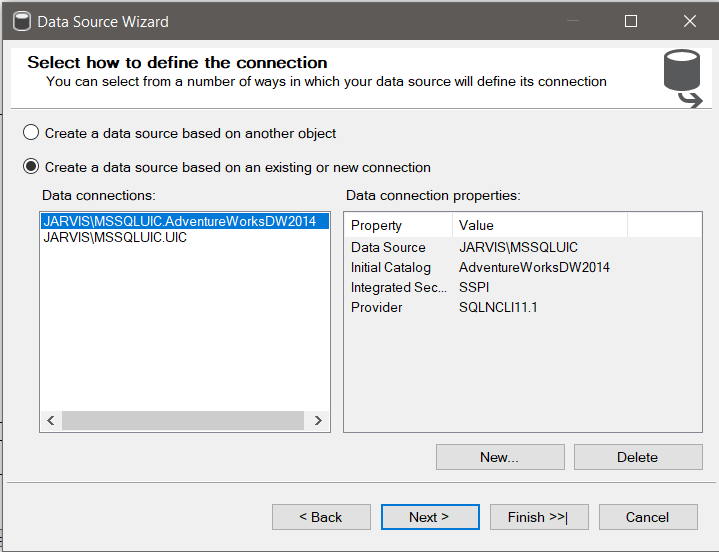 Data Source Wizard
Select how to define the connection
You can select from a number of ways in which your data source will define its connection
Create a data source based on another object
Create a data source based on an existing or new connection
Data connections:
JARVIS\MSSQLUIC.AdventureWorksDW2014
JARVIS\MSSQLUIC.UIC
Data connection properties:
Property Value
Data Source JARVIS\MSSQLUIC
Initial Catalog AdventureWorksDW2014
Integrated Sec... SSPI
Provider SQLNCLI11.1
New... Delete
< Back Next > Finish >>| Cancel